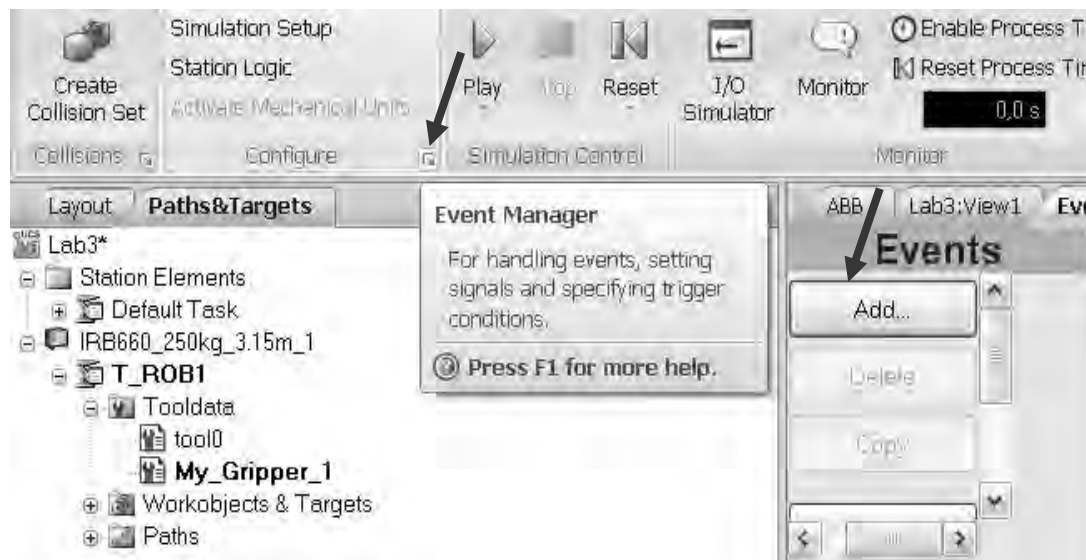 Simulation Setup
Station Logic
Activate Mechanical Units
Create
Collision Set
Play
Stop
Reset
I/O
Simulator
Monitor
Enable Process T
Reset Process Tir
0,0 s
Collisions
Configure
Simulation Control
Monitor
Layout
Paths&Targets
Lab3*
Station Elements
Default Task
IRB660_250kg_3.15m_1
T_ROB1
Tooldata
tool0
My_Gripper_1
Workobjects & Targets
Paths
Event Manager
For handling events, setting
signals and specifying trigger
conditions.
Press F1 for more help.
ABB
Lab3:View1
Eve
Events
Add...
Delete
Copy